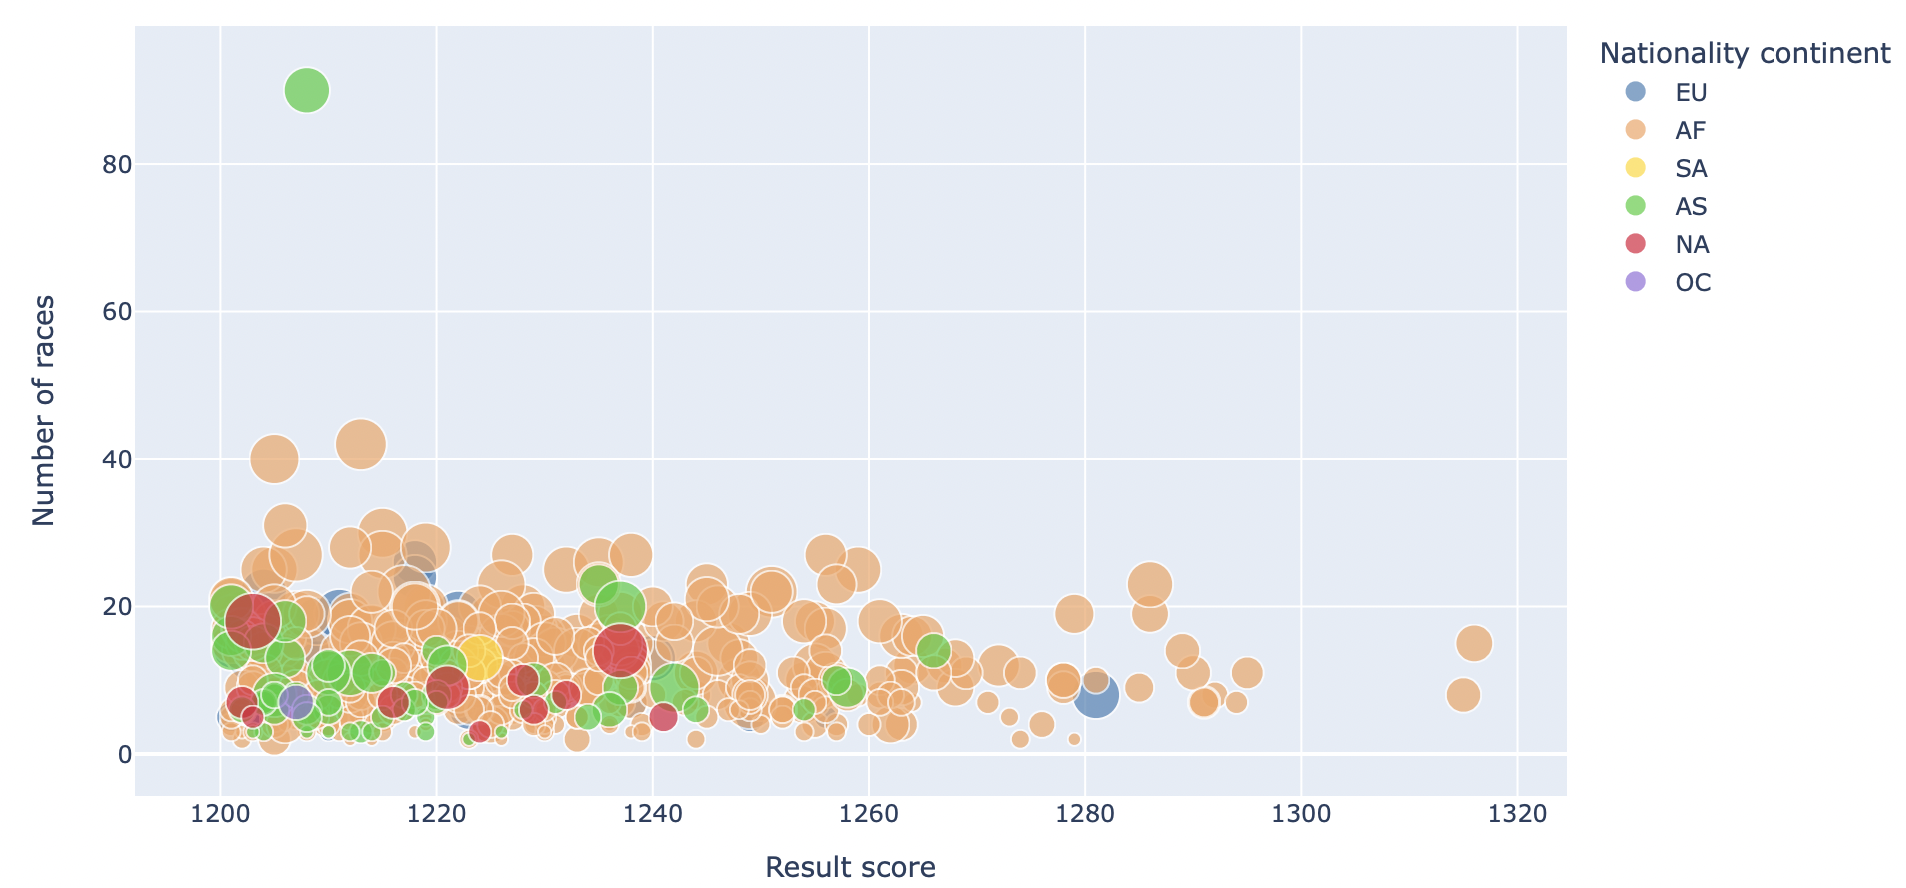 Nationality continent
EU
AF
SA
AS
NA
OC
Number of races
80
60
40
20
0
1200
1220
1240
1260
1280
1300
1320
Result score